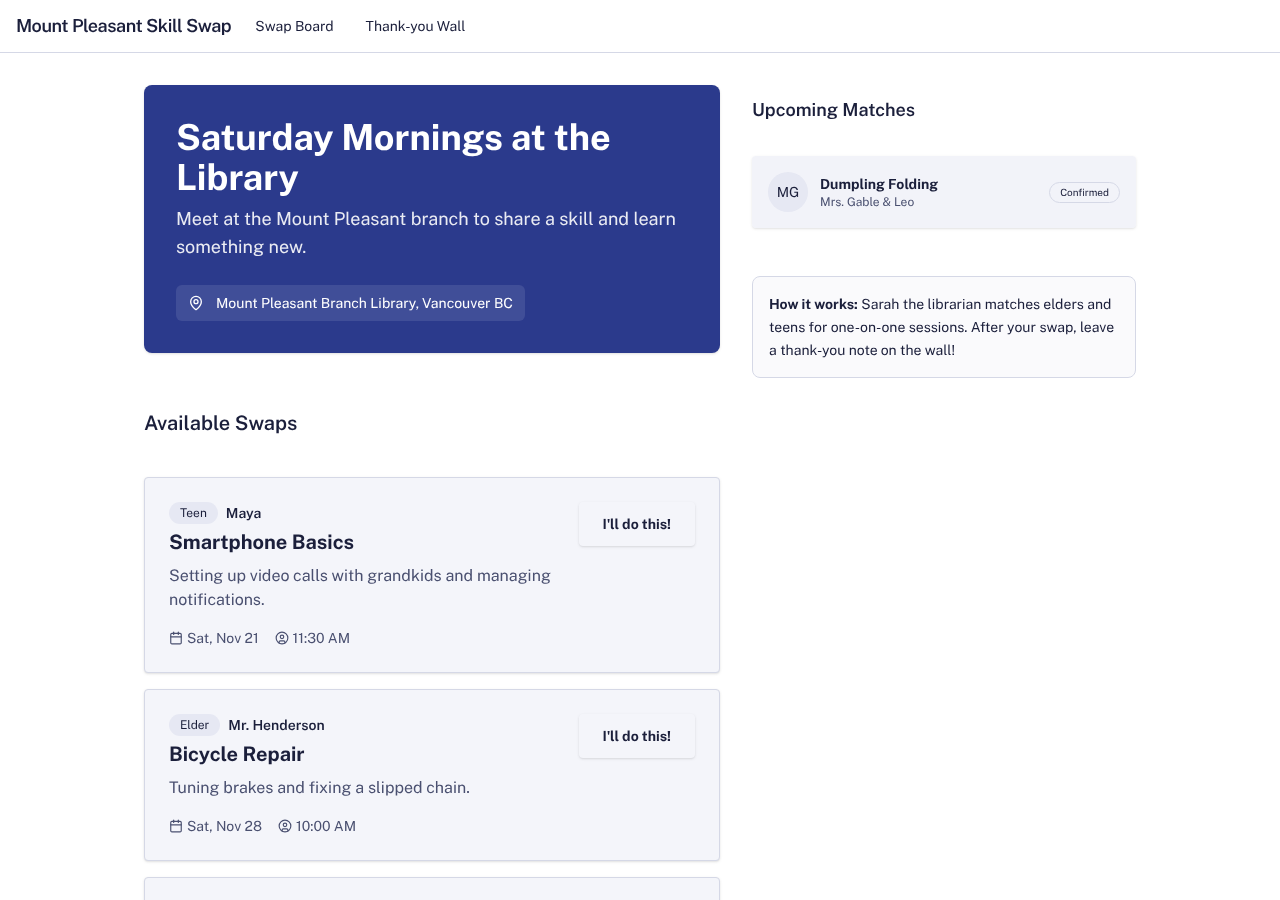 Mount Pleasant Skill Swap
Swap Board
Thank-you Wall
Saturday Mornings at the
Library
Meet at the Mount Pleasant branch to share a skill and learn
something new.
Mount Pleasant Branch Library, Vancouver BC
Upcoming Matches
MG
Dumpling Folding
Mrs. Gable & Leo
Confirmed
How it works: Sarah the librarian matches elders and
teens for one-on-one sessions. After your swap, leave
a thank-you note on the wall!
Available Swaps
Teen
Maya
I'll do this!
Smartphone Basics
Setting up video calls with grandkids and managing
notifications.
Sat, Nov 21
11:30 AM
Elder
Mr. Henderson
I'll do this!
Bicycle Repair
Tuning brakes and fixing a slipped chain.
Sat, Nov 28
10:00 AM